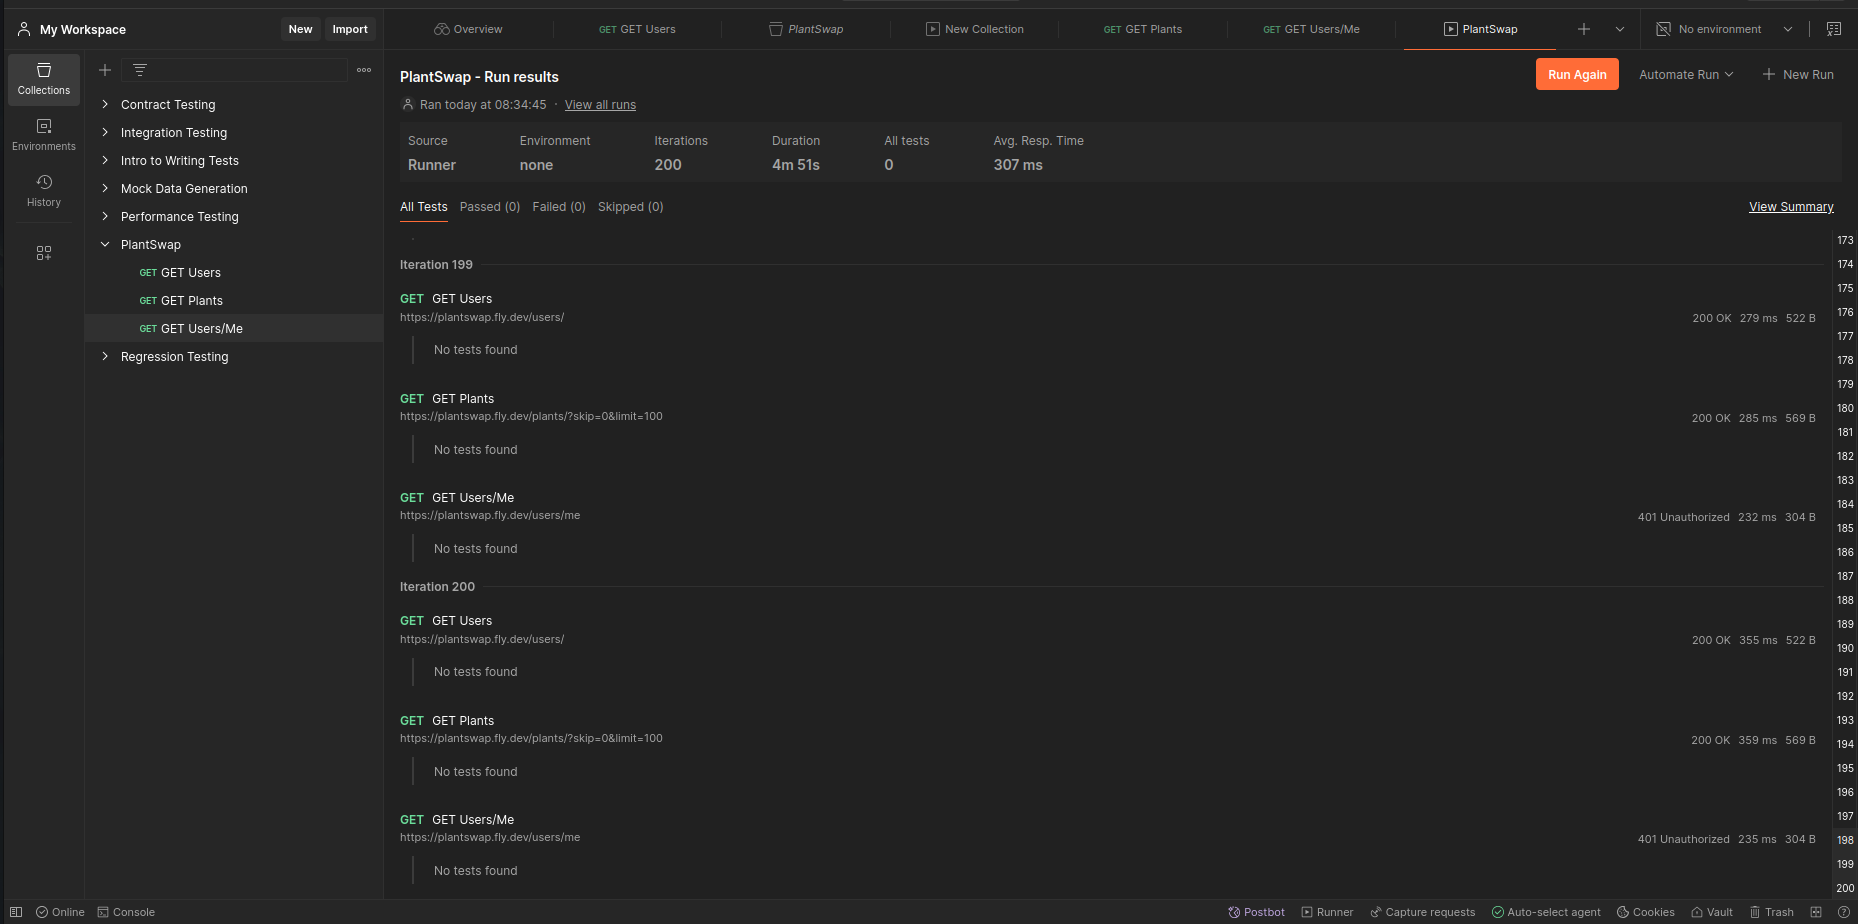 My Workspace
New
Import
Overview
GET GET Users
PlantSwap
New Collection
GET GET Plants
GET GET Users/Me
PlantSwap
No environment
Collections
Environments
History
Contract Testing
Integration Testing
Intro to Writing Tests
Mock Data Generation
Performance Testing
PlantSwap
GET GET Users
GET GET Plants
GET GET Users/Me
Regression Testing
PlantSwap - Run results
Run Again
Automate Run
New Run
Ran today at 08:34:45 · View all runs
Source Environment Iterations Duration All tests Avg. Resp. Time
Runner none 200 4m 51s 0 307 ms
All Tests Passed (0) Failed (0) Skipped (0)
View Summary
Iteration 199
GET GET Users
https://plantswap.fly.dev/users/
200 OK 279 ms 522 B
No tests found
GET GET Plants
https://plantswap.fly.dev/plants/?skip=0&limit=100
200 OK 285 ms 569 B
No tests found
GET GET Users/Me
https://plantswap.fly.dev/users/me
401 Unauthorized 232 ms 304 B
No tests found
Iteration 200
GET GET Users
https://plantswap.fly.dev/users/
200 OK 355 ms 522 B
No tests found
GET GET Plants
https://plantswap.fly.dev/plants/?skip=0&limit=100
200 OK 359 ms 569 B
No tests found
GET GET Users/Me
https://plantswap.fly.dev/users/me
401 Unauthorized 235 ms 304 B
No tests found
173
174
175
176
177
178
179
180
181
182
183
184
185
186
187
188
189
190
191
192
193
194
195
196
197
198
199
200
Online
Console
Postbot
Runner
Capture requests
Auto-select agent
Cookies
Vault
Trash